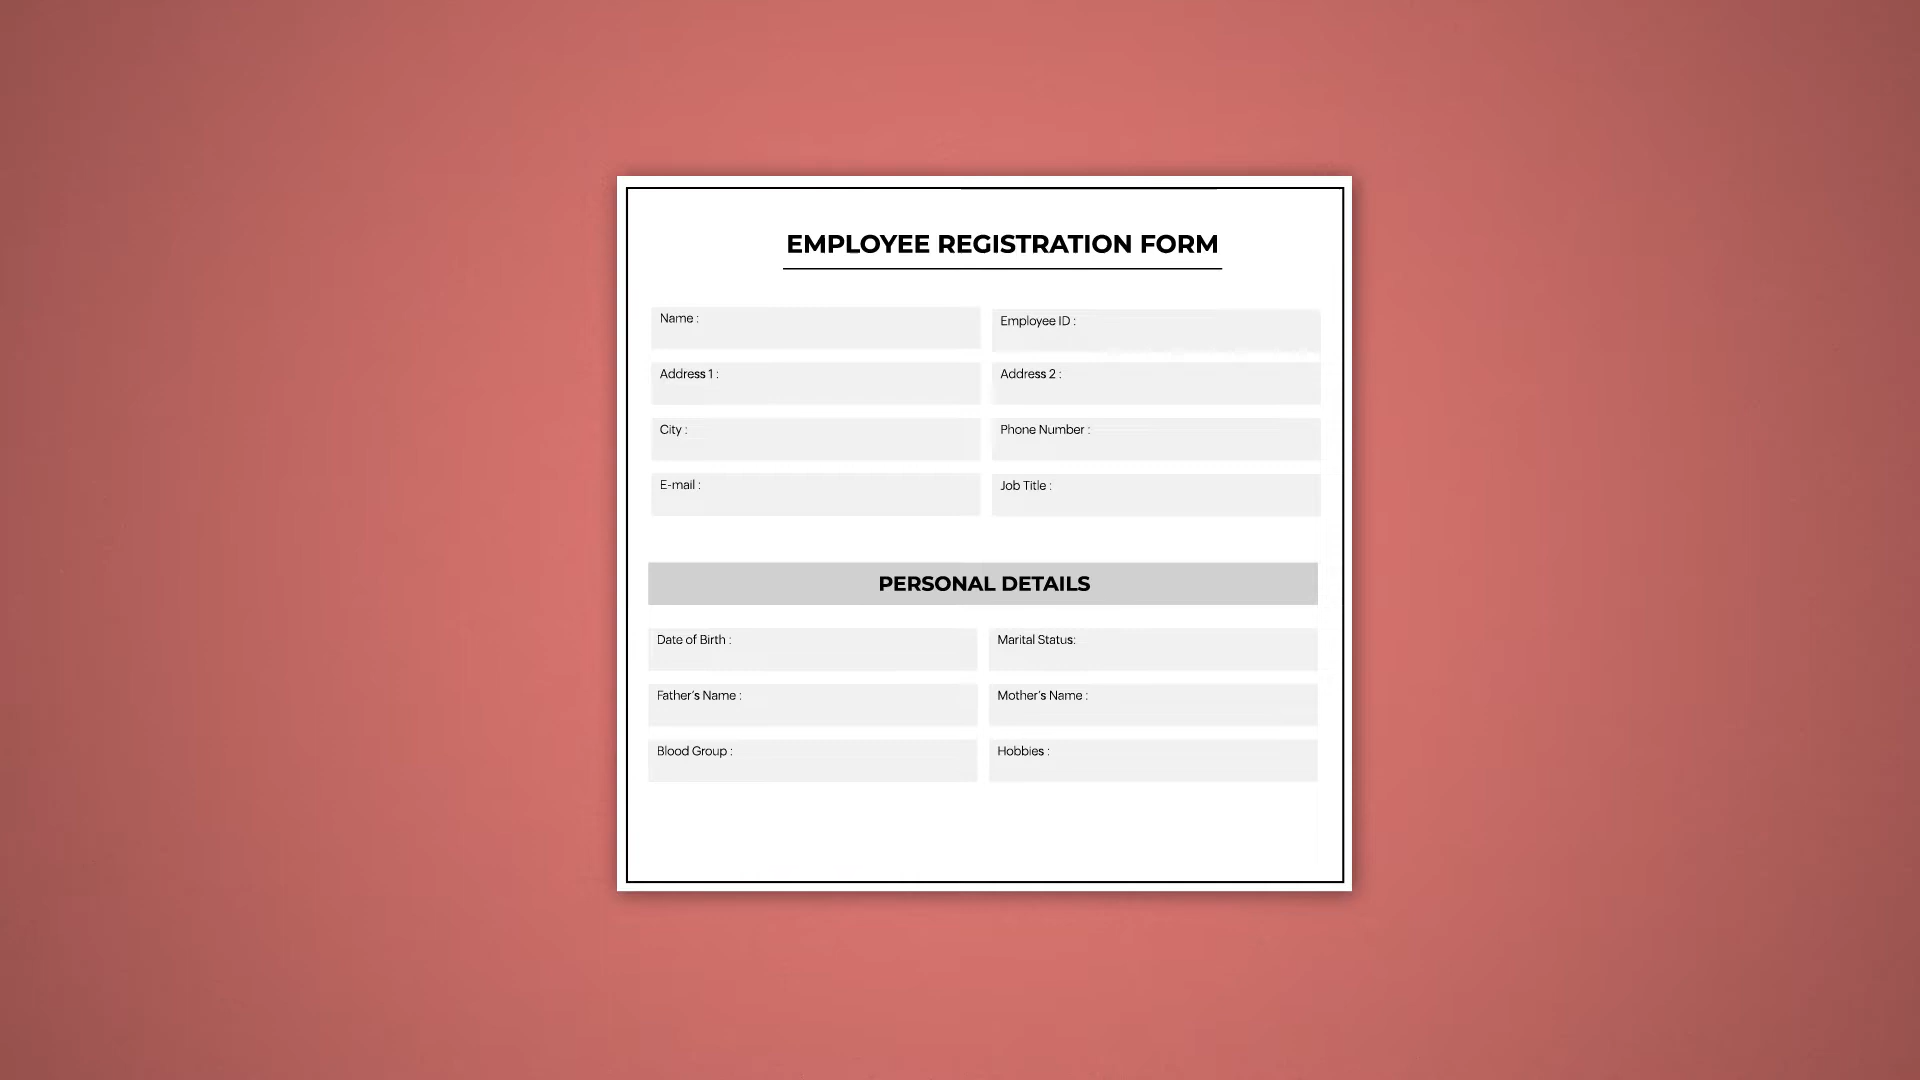 EMPLOYEE REGISTRATION FORM
Name :
Employee ID :
Address 1 :
Address 2 :
City :
Phone Number :
E-mail :
Job Title :
PERSONAL DETAILS
Date of Birth :
Marital Status:
Father's Name :
Mother's Name :
Blood Group :
Hobbies :